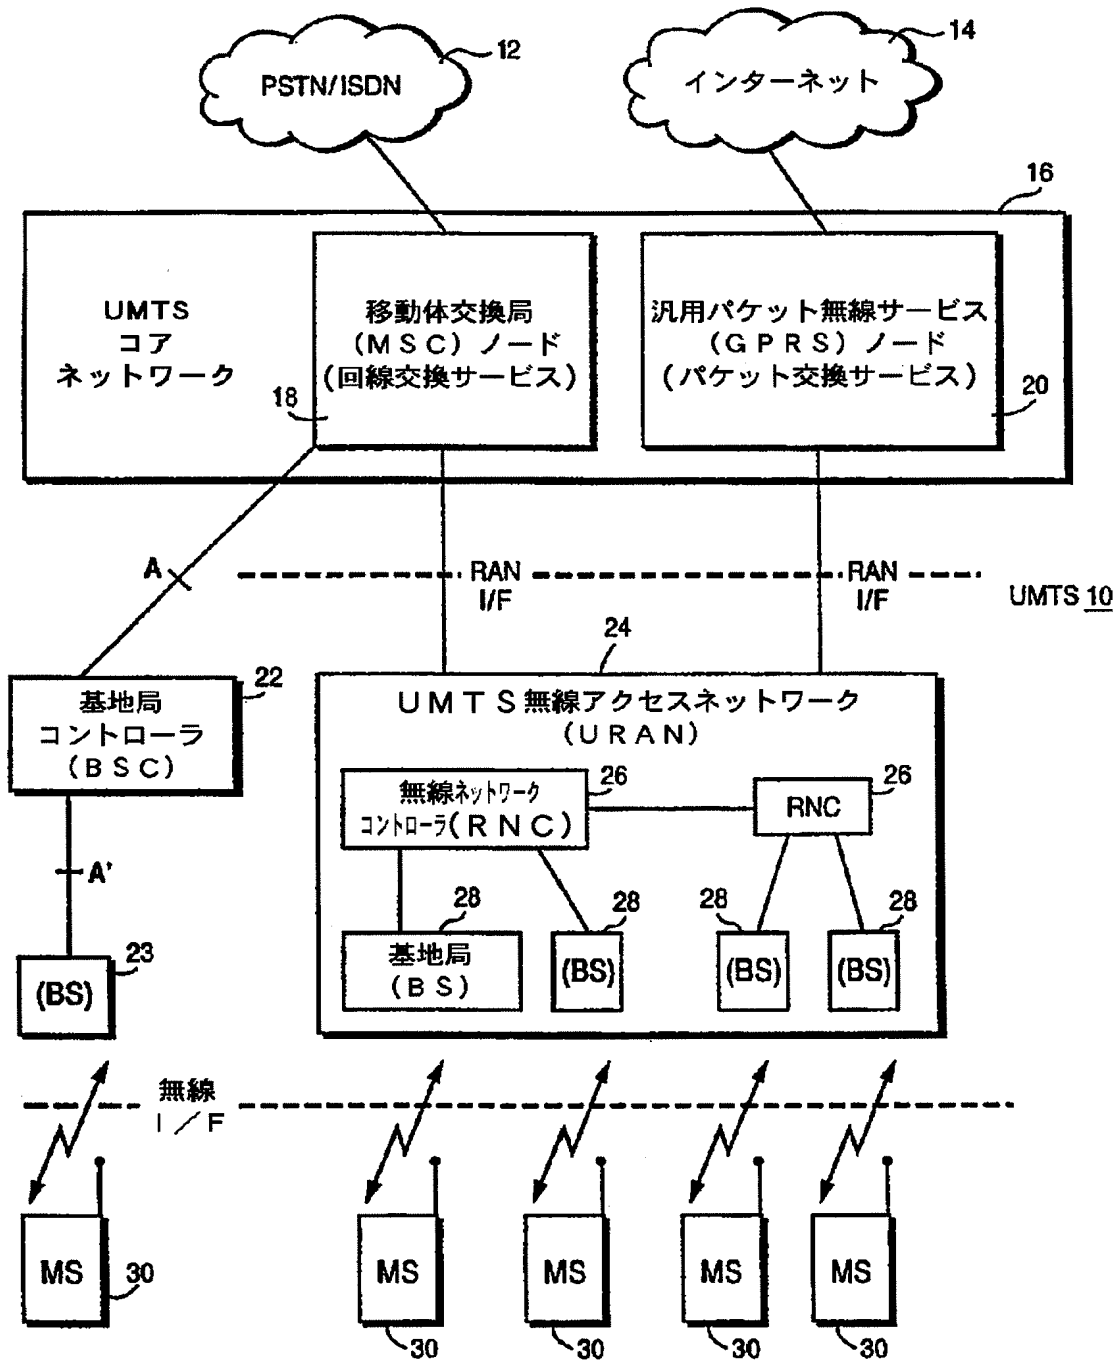 12
PSTN/ISDN
14
インターネット
16
UMTS
コア
ネットワーク
移動体交換局
(MSC)ノード
(回線交換サービス)
18
汎用パケット無線サービス
(GPRS)ノード
(パケット交換サービス)
20
A
RAN
I/F
RAN
I/F
UMTS 10
22
基地局
コントローラ
(BSC)
24
UMTS無線アクセスネットワーク
(URAN)
26
無線ネットワーク
コントローラ(RNC)
26
RNC
A'
28
基地局
(BS)
28
(BS)
28
(BS)
28
(BS)
23
(BS)
無線
I/F
MS
30
MS
30
MS
30
MS
30
MS
30